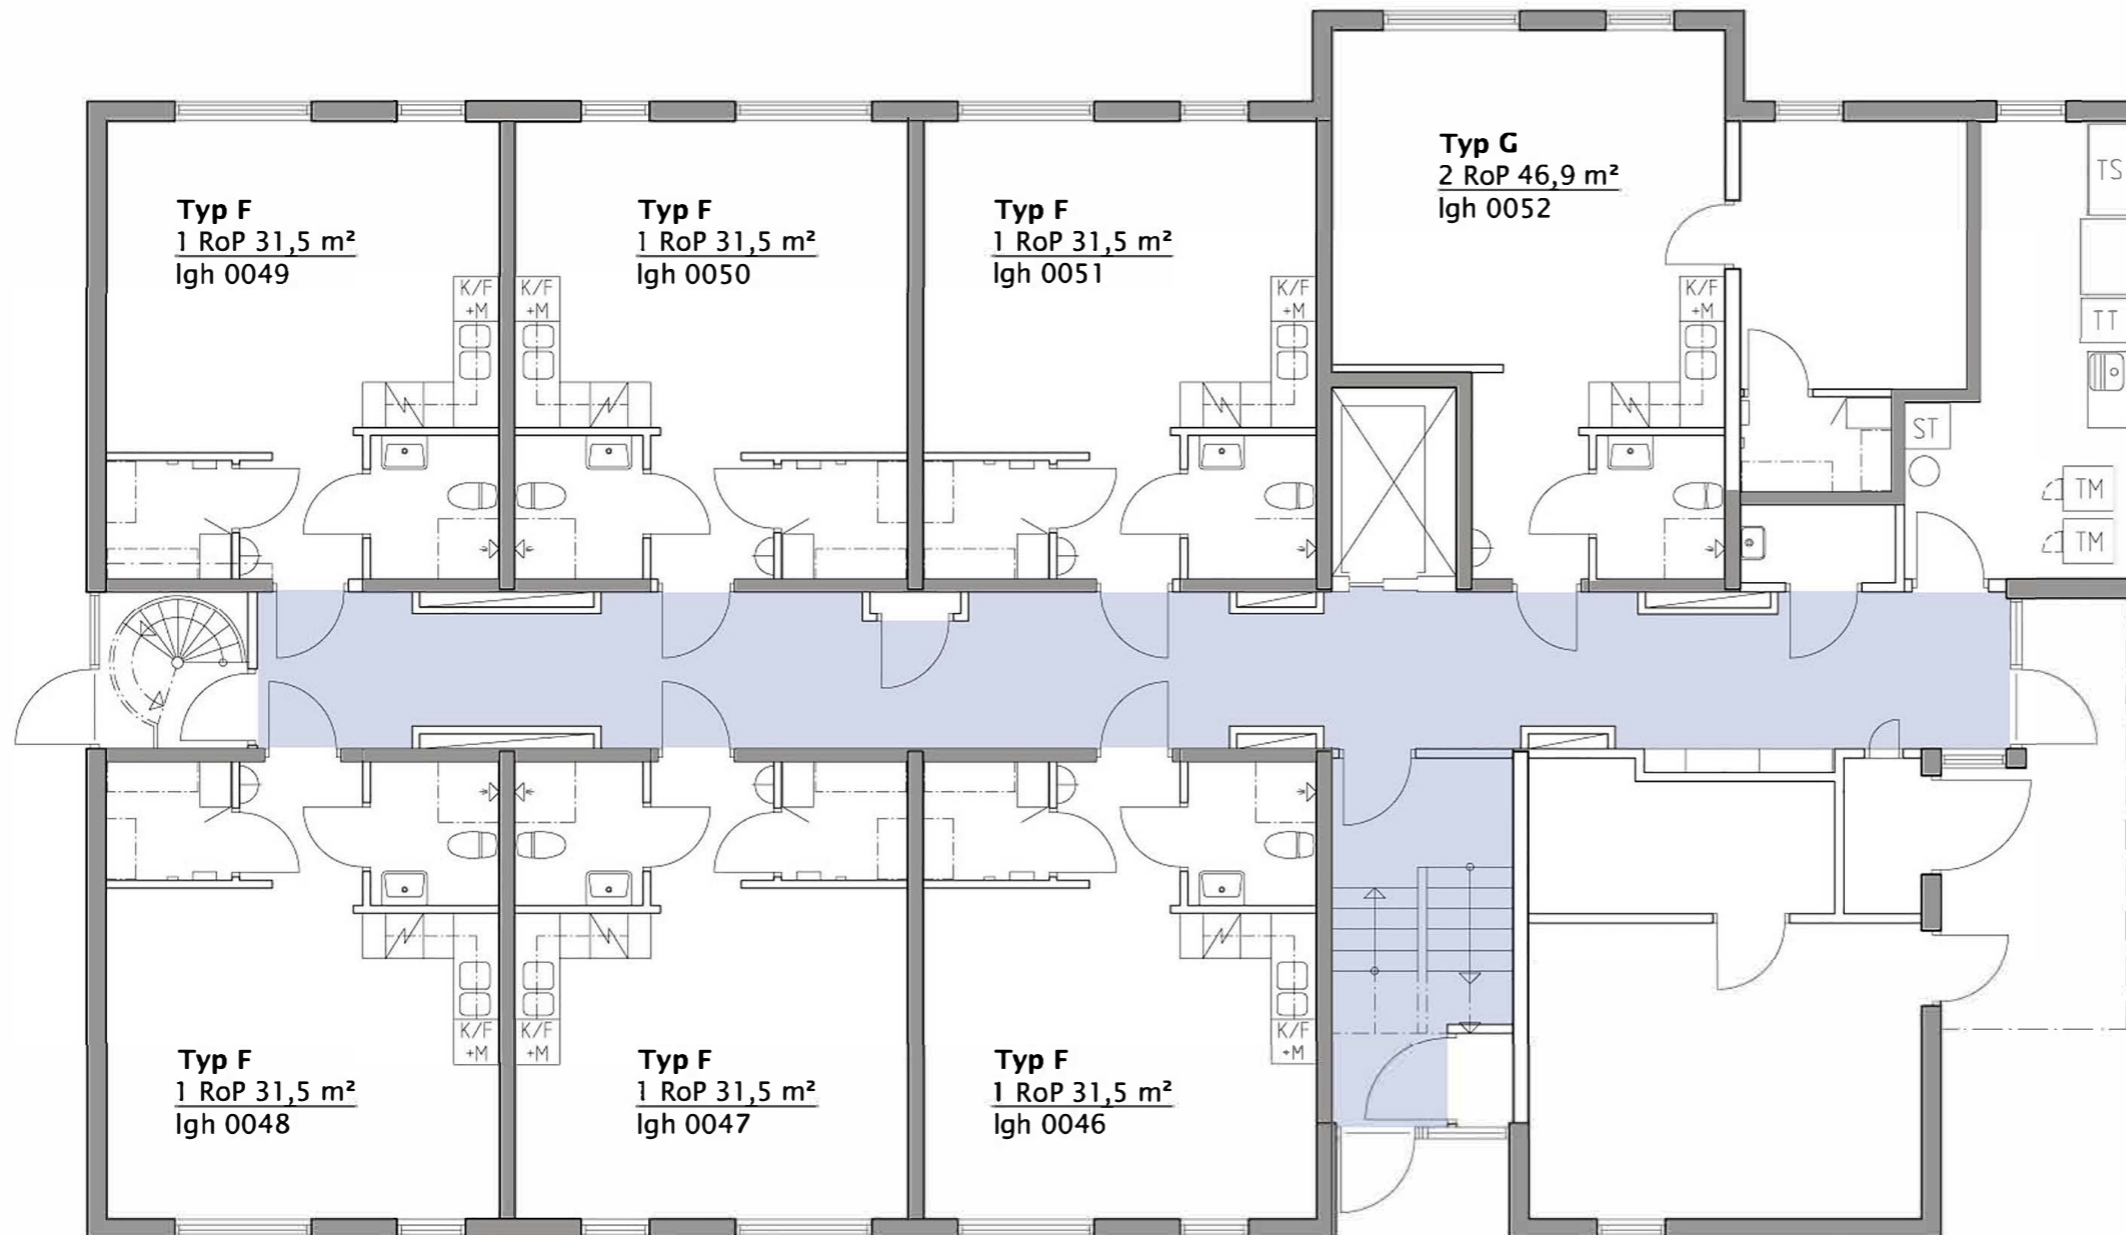 Typ F
1 RoP 31,5 m²
lgh 0049
K/F
+M
Typ F
1 RoP 31,5 m²
lgh 0050
K/F
+M
Typ F
1 RoP 31,5 m²
lgh 0051
K/F
+M
Typ G
2 RoP 46,9 m²
lgh 0052
K/F
+M
TS
TT
ST
TM
TM
Typ F
1 RoP 31,5 m²
lgh 0048
K/F
+M
Typ F
1 RoP 31,5 m²
lgh 0047
K/F
+M
Typ F
1 RoP 31,5 m²
lgh 0046
K/F
+M